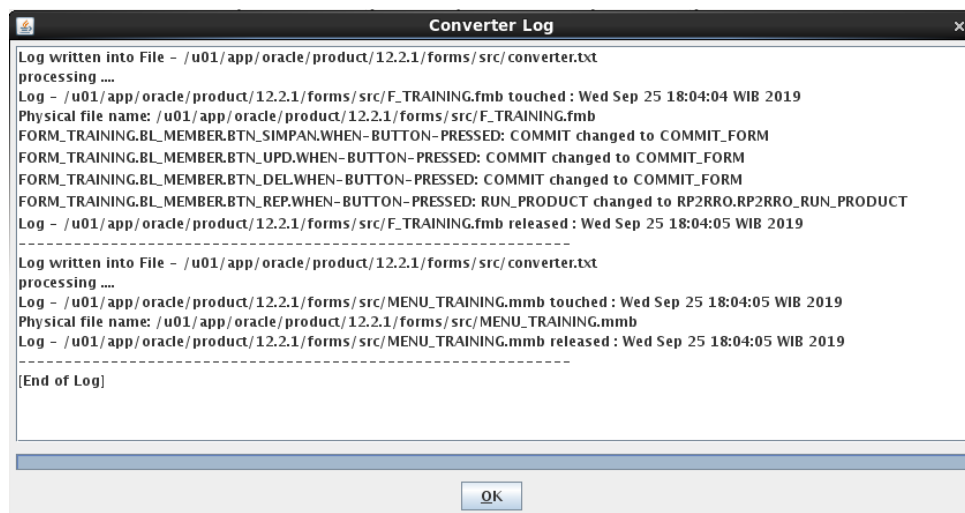 Converter Log
Log written into File - /u01/app/oracle/product/12.2.1/forms/src/converter.txt
processing ....
Log - /u01/app/oracle/product/12.2.1/forms/src/F_TRAINING.fmb touched : Wed Sep 25 18:04:04 WIB 2019
Physical file name: /u01/app/oracle/product/12.2.1/forms/src/F_TRAINING.fmb
FORM_TRAINING.BL_MEMBER.BTN_SIMPAN.WHEN-BUTTON-PRESSED: COMMIT changed to COMMIT_FORM
FORM_TRAINING.BL_MEMBER.BTN_UPD.WHEN-BUTTON-PRESSED: COMMIT changed to COMMIT_FORM
FORM_TRAINING.BL_MEMBER.BTN_DEL.WHEN-BUTTON-PRESSED: COMMIT changed to COMMIT_FORM
FORM_TRAINING.BL_MEMBER.BTN_REP.WHEN-BUTTON-PRESSED: RUN_PRODUCT changed to RP2RRO.RP2RRO_RUN_PRODUCT
Log - /u01/app/oracle/product/12.2.1/forms/src/F_TRAINING.fmb released : Wed Sep 25 18:04:05 WIB 2019
-------------------------------------------------------------
Log written into File - /u01/app/oracle/product/12.2.1/forms/src/converter.txt
processing ....
Log - /u01/app/oracle/product/12.2.1/forms/src/MENU_TRAINING.mmb touched : Wed Sep 25 18:04:05 WIB 2019
Physical file name: /u01/app/oracle/product/12.2.1/forms/src/MENU_TRAINING.mmb
Log - /u01/app/oracle/product/12.2.1/forms/src/MENU_TRAINING.mmb released : Wed Sep 25 18:04:05 WIB 2019
-------------------------------------------------------------
[End of Log]
OK